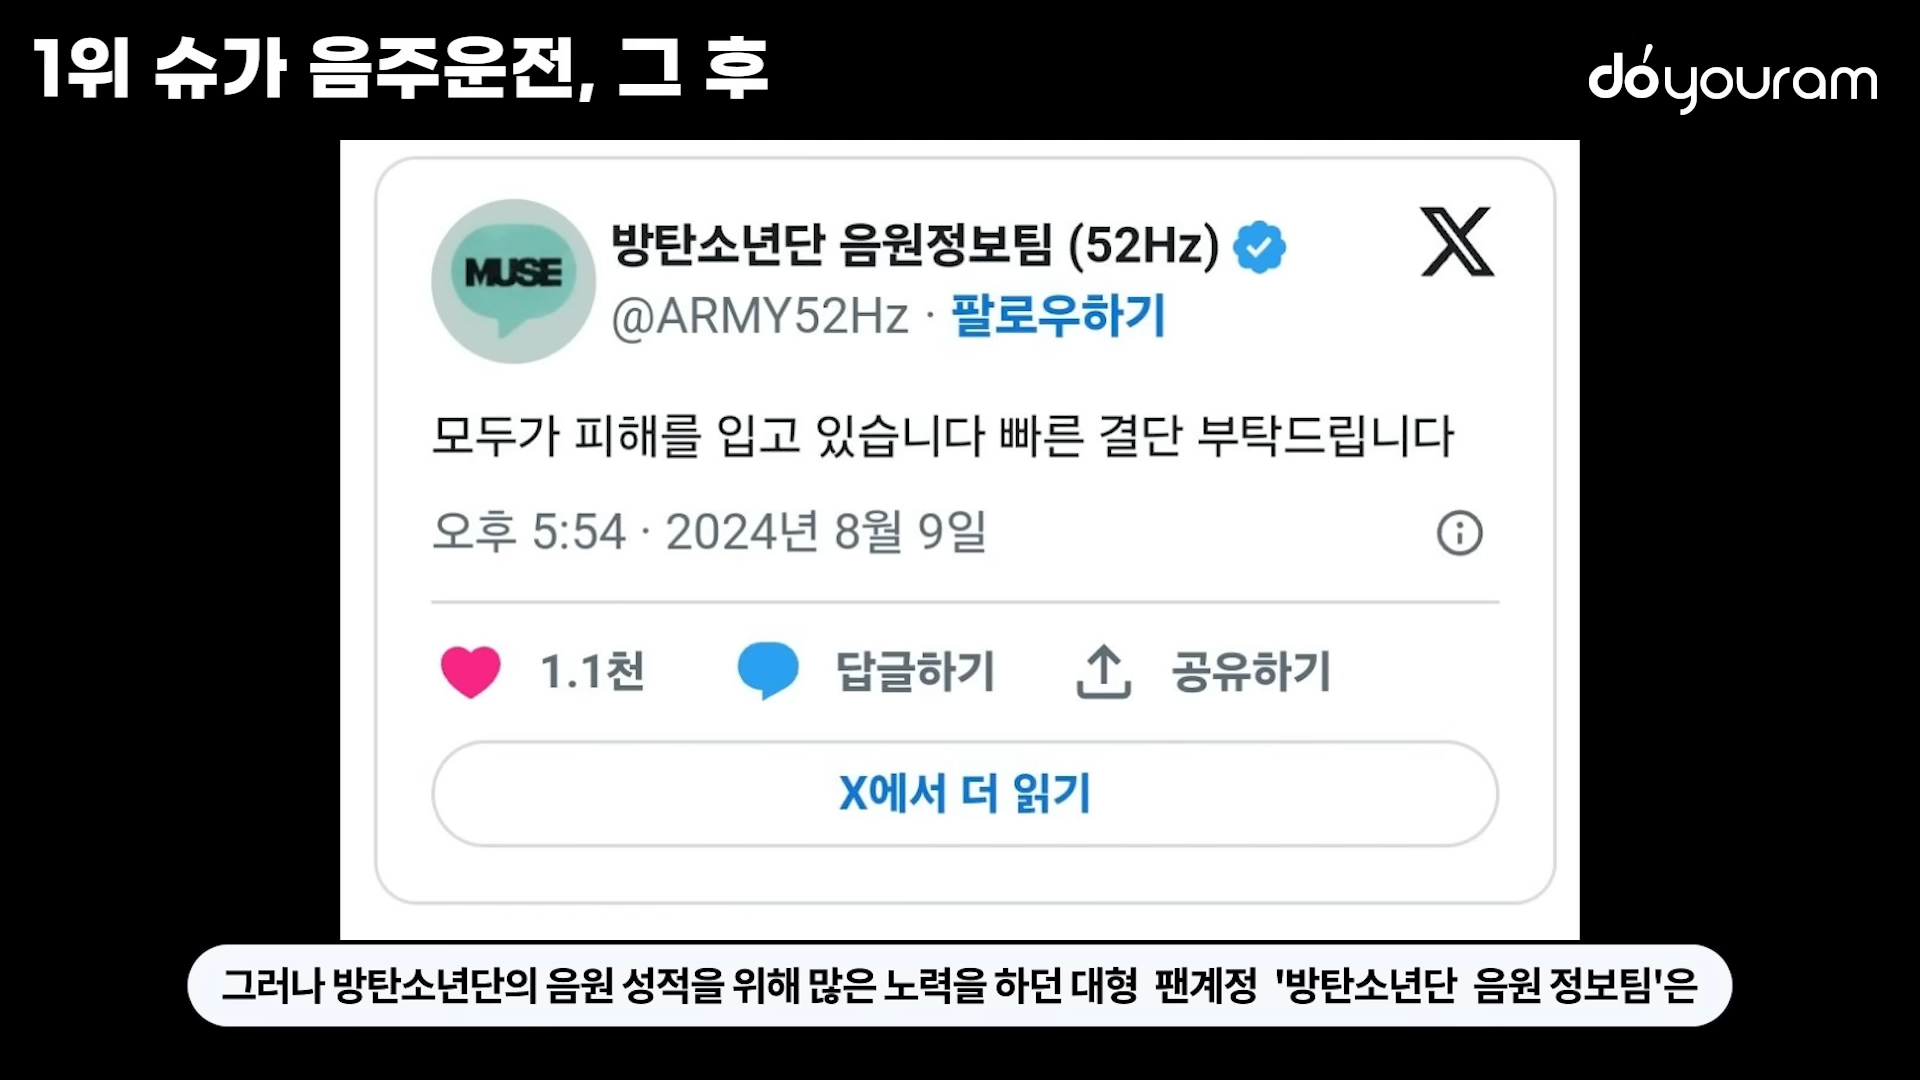 1위 슈가 음주운전, 그 후
dóyouram
MUSE
방탄소년단 음원정보팀 (52Hz)
@ARMY52Hz · 팔로우하기
X
모두가 피해를 입고 있습니다 빠른 결단 부탁드립니다
오후 5:54 · 2024년 8월 9일
1.1천 답글하기 공유하기
X에서 더 읽기
그러나 방탄소년단의 음원 성적을 위해 많은 노력을 하던 대형 팬계정 '방탄소년단 음원 정보팀'은